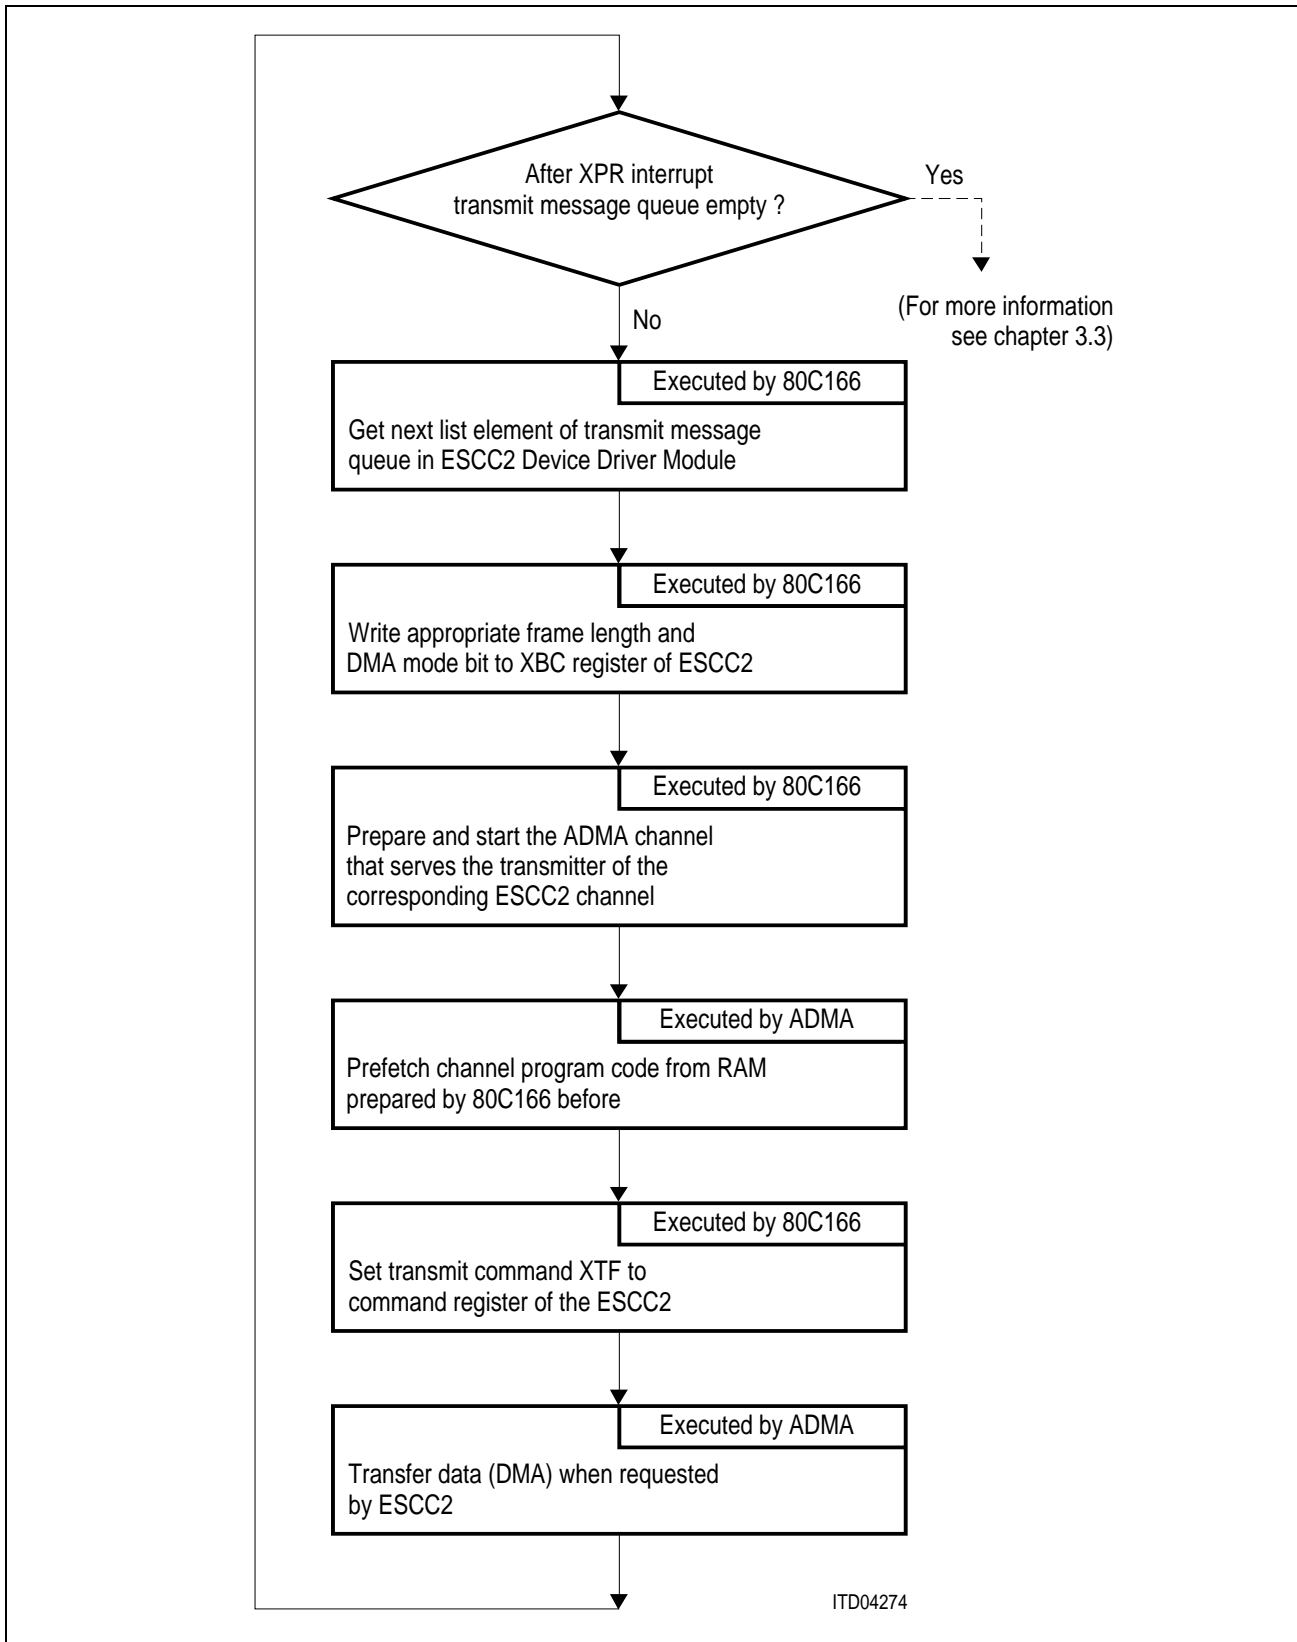 After XPR interrupt
transmit message queue empty ?
Yes
(For more information
see chapter 3.3)
No
Executed by 80C166
Get next list element of transmit message
queue in ESCC2 Device Driver Module
Executed by 80C166
Write appropriate frame length and
DMA mode bit to XBC register of ESCC2
Executed by 80C166
Prepare and start the ADMA channel
that serves the transmitter of the
corresponding ESCC2 channel
Executed by ADMA
Prefetch channel program code from RAM
prepared by 80C166 before
Executed by 80C166
Set transmit command XTF to
command register of the ESCC2
Executed by ADMA
Transfer data (DMA) when requested
by ESCC2
ITD04274